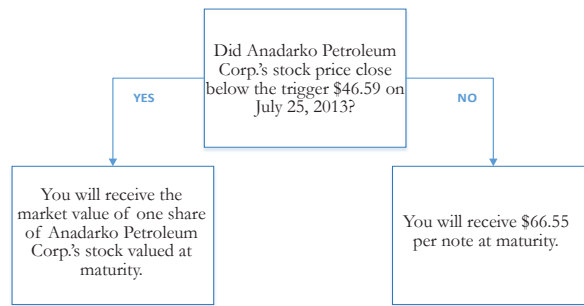 Did Anadarko Petroleum
Corp.'s stock price close
below the trigger $46.59 on
July 25, 2013?
YES
NO
You will receive the
market value of one share
of Anadarko Petroleum
Corp.'s stock valued at
maturity.
You will receive $66.55
per note at maturity.